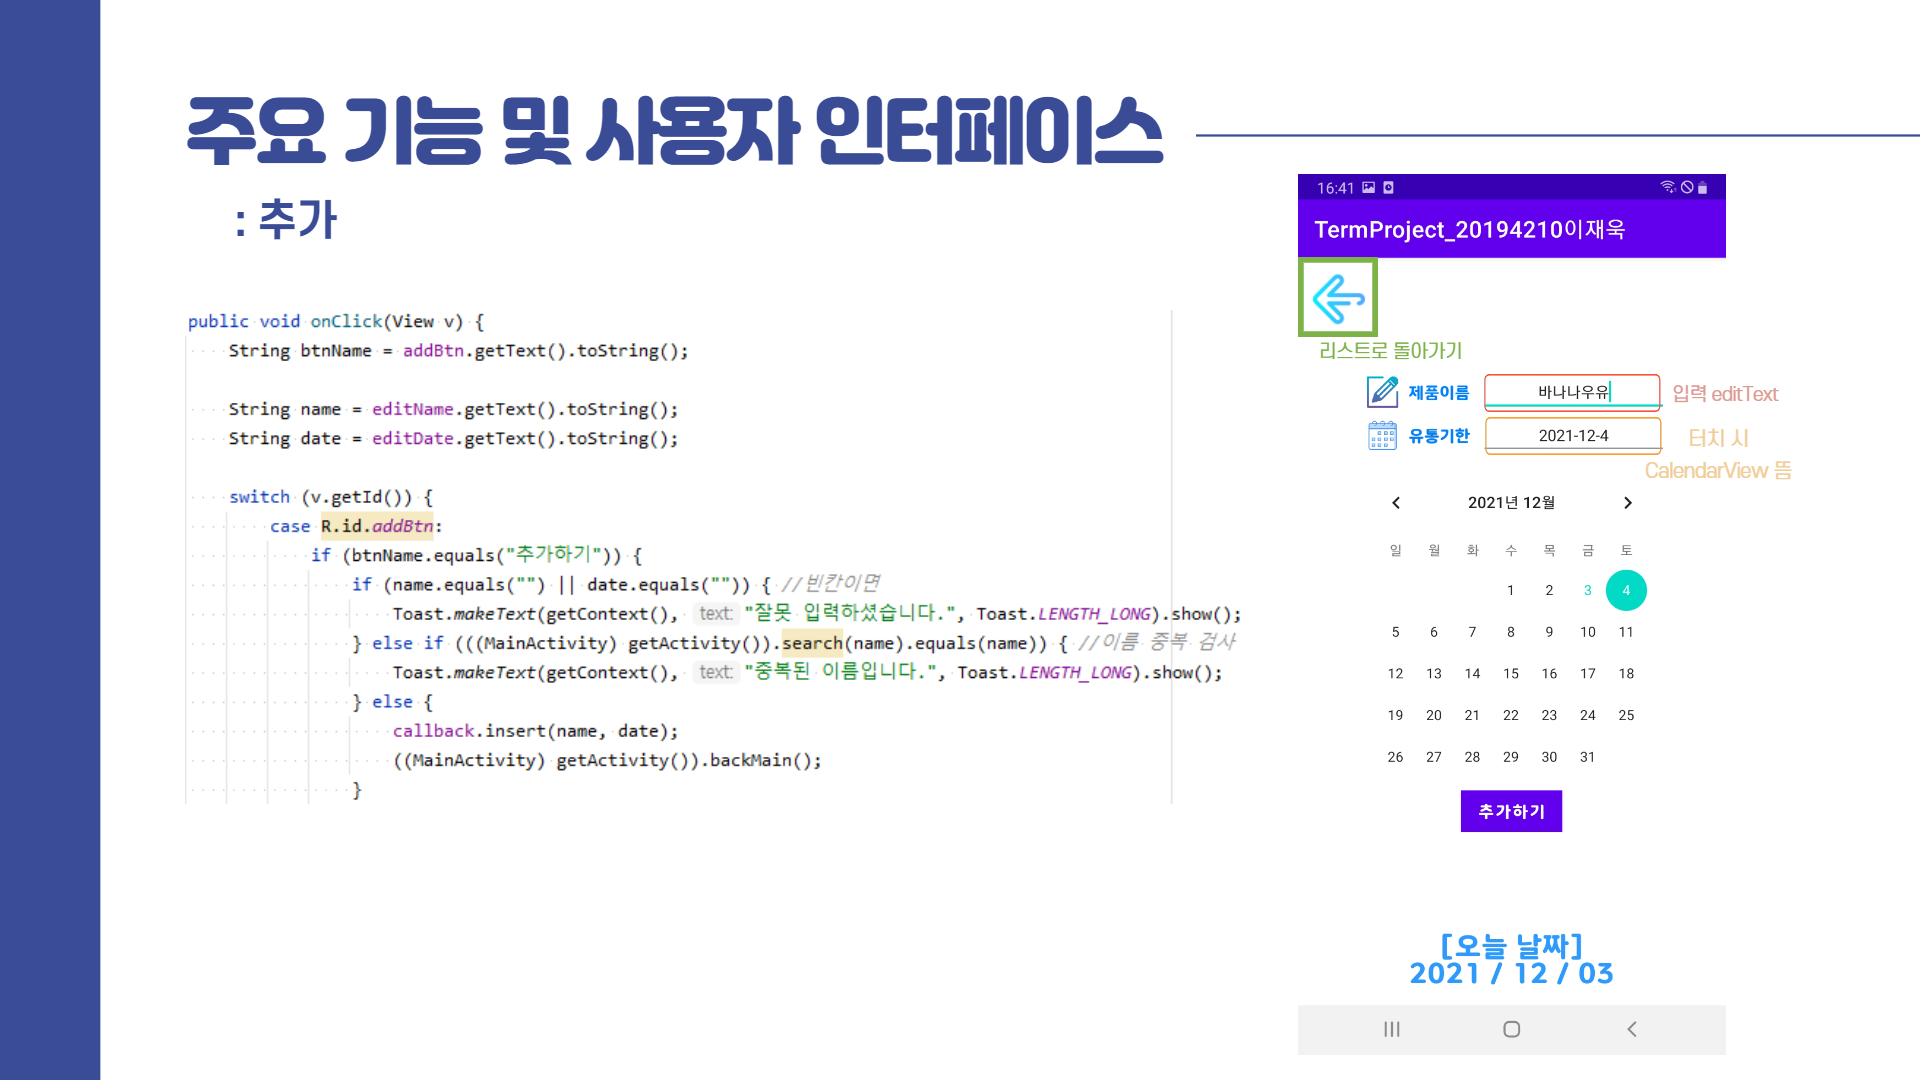 주요 기능 및 사용자 인터페이스
: 추가
public void onClick(View v) {
String btnName = addBtn.getText().toString();
String name = editName.getText().toString();
String date = editDate.getText().toString();
switch (v.getId()) {
case R.id.addBtn:
if (btnName.equals("추가하기")) {
if (name.equals("") || date.equals("")) { //빈칸이면
Toast.makeText(getContext(), text: "잘못 입력하셨습니다.", Toast.LENGTH_LONG).show();
} else if (((MainActivity) getActivity()).search(name).equals(name)) { //이름 중복 검사
Toast.makeText(getContext(), text: "중복된 이름입니다.", Toast.LENGTH_LONG).show();
} else {
callback.insert(name, date);
((MainActivity) getActivity()).backMain();
}
16:41
TermProject_20194210이재욱
리스트로 돌아가기
제품이름 바나나우유 입력 editText
유통기한 2021-12-4 터치 시
CalendarView 뜸
2021년 12월
일 월 화 수 목 금 토
1 2 3 4
5 6 7 8 9 10 11
12 13 14 15 16 17 18
19 20 21 22 23 24 25
26 27 28 29 30 31
추가하기
[오늘 날짜]
2021 / 12 / 03